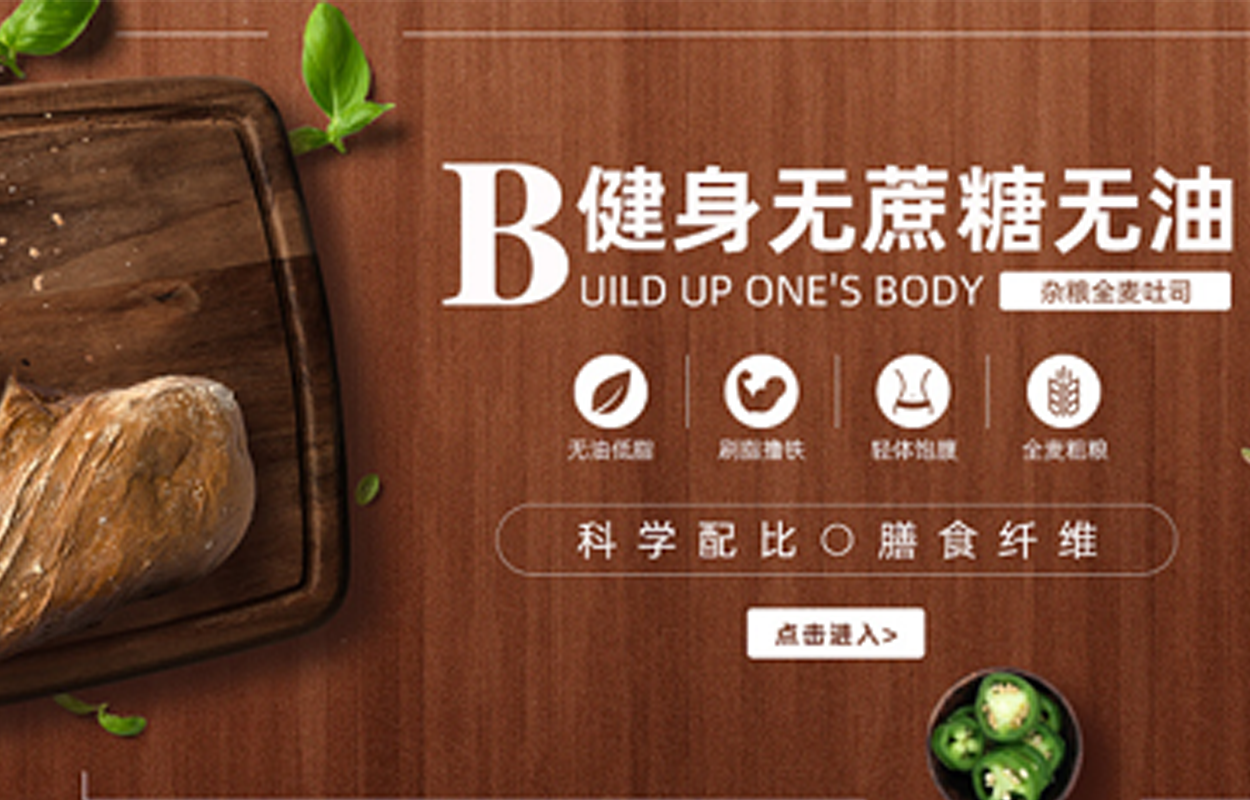 健身无蔗糖无油
BUILD UP ONE'S BODY
杂粮全麦吐司
无油低脂 刷脂撸铁 轻体饱腹 全麦粗粮
科学配比○膳食纤维
点击进入>